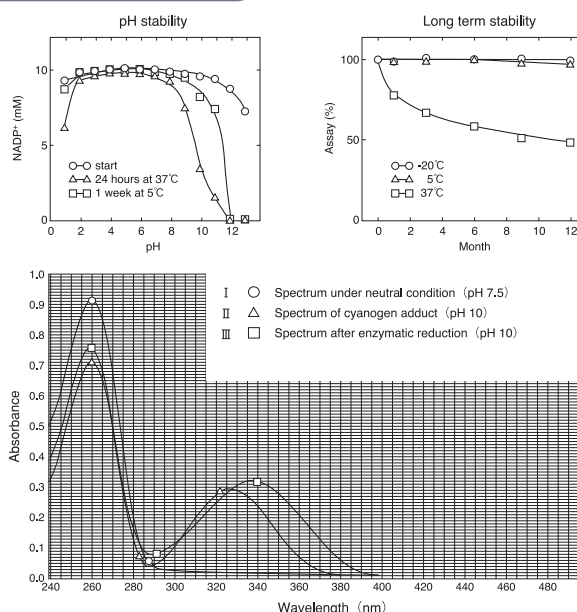 pH stability
NADP+ (mM)
10
5
0
0 2 4 6 8 10 12
pH
start
24 hours at 37℃
1 week at 5℃
Long term stability
Assay (%)
100
50
0
0 3 6 9 12
Month
-20℃
5℃
37℃
Absorbance
1,0
0.9
0.8
0.7
0.6
0.5
0.4
0.3
0.2
0.1
0.0
240 260 280 300 320 340 360 380 400 420 440 460 480
Wavelength (nm)
I Spectrum under neutral condition (pH 7.5)
II Spectrum of cyanogen adduct (pH 10)
III Spectrum after enzymatic reduction (pH 10)